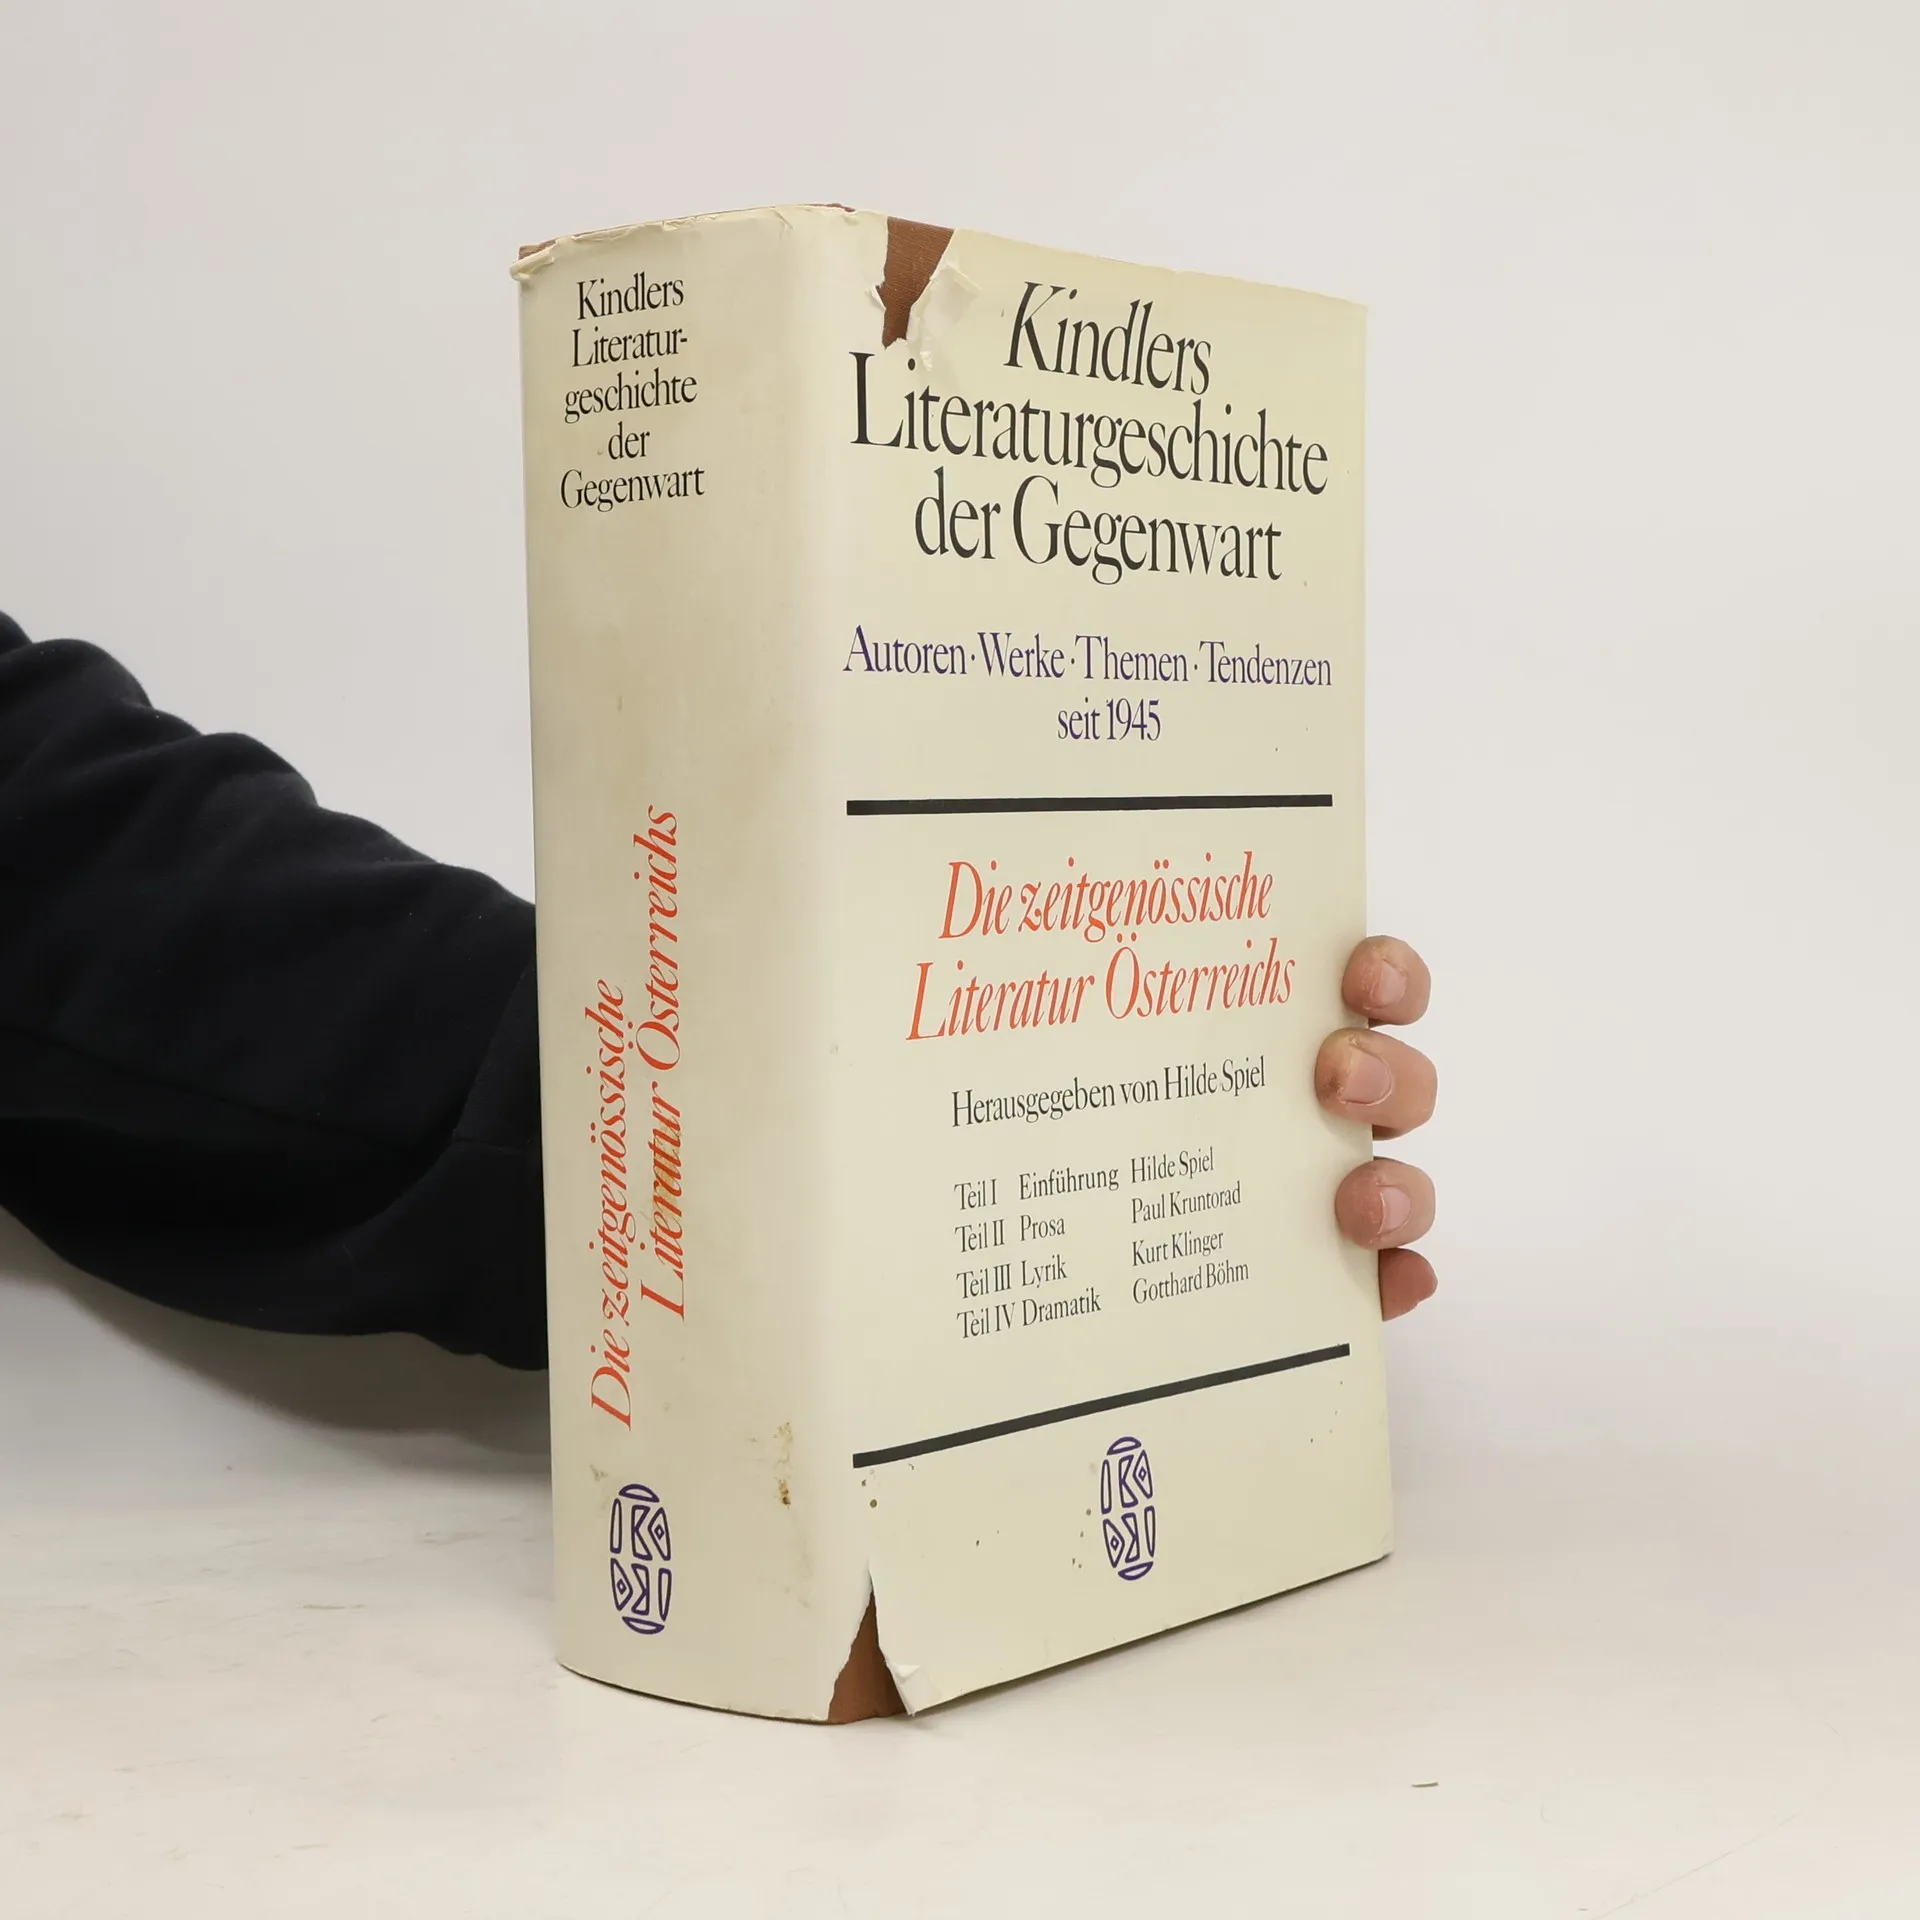 Kindlers
Literatur-
geschichte
der
Gegenwart
Die zeitgenössische
Literatur Österreichs
Kindlers
Literaturgeschichte
der Gegenwart
Autoren · Werke · Themen · Tendenzen
seit 1945
Die zeitgenössische
Literatur Österreichs
Herausgegeben von Hilde Spiel
Teil I Einführung Hilde Spiel
Teil II Prosa Paul Kruntorad
Teil III Lyrik Kurt Klinger
Teil IV Dramatik Gotthard Böhm